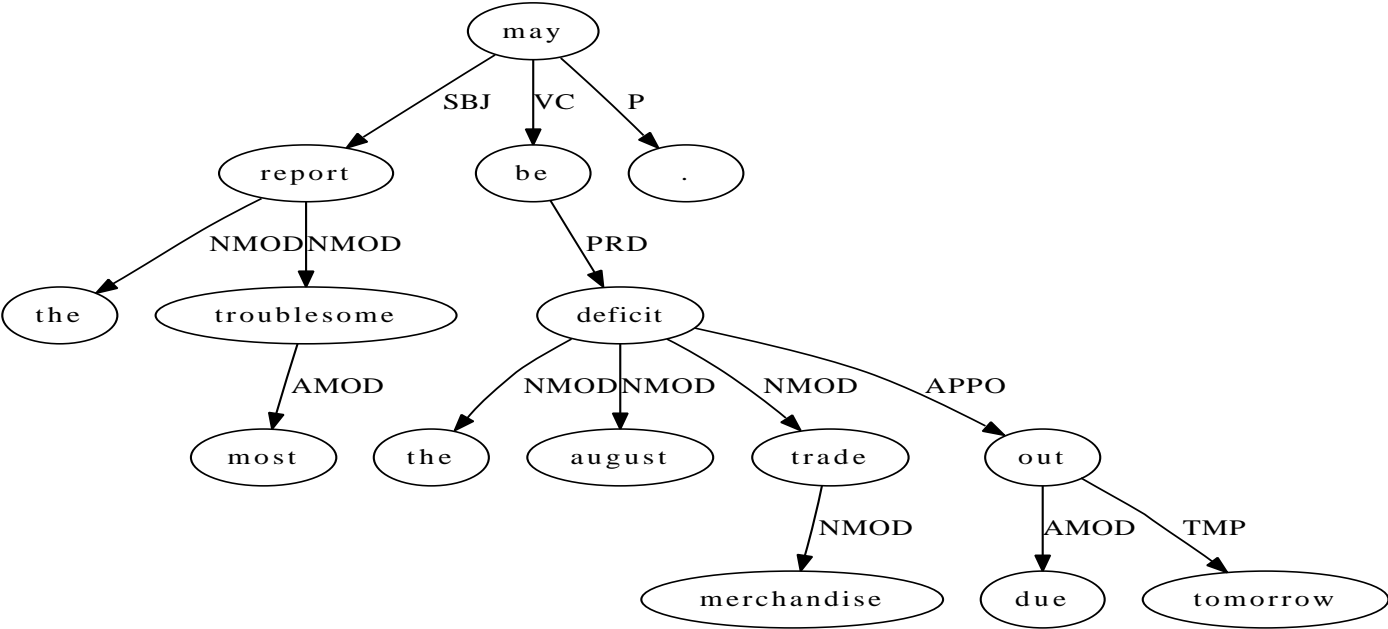 may
SBJ VC P
report be .
NMOD NMOD PRD
the troublesome deficit
AMOD NMOD NMOD NMOD APPO
most the august trade out
NMOD AMOD TMP
merchandise due tomorrow